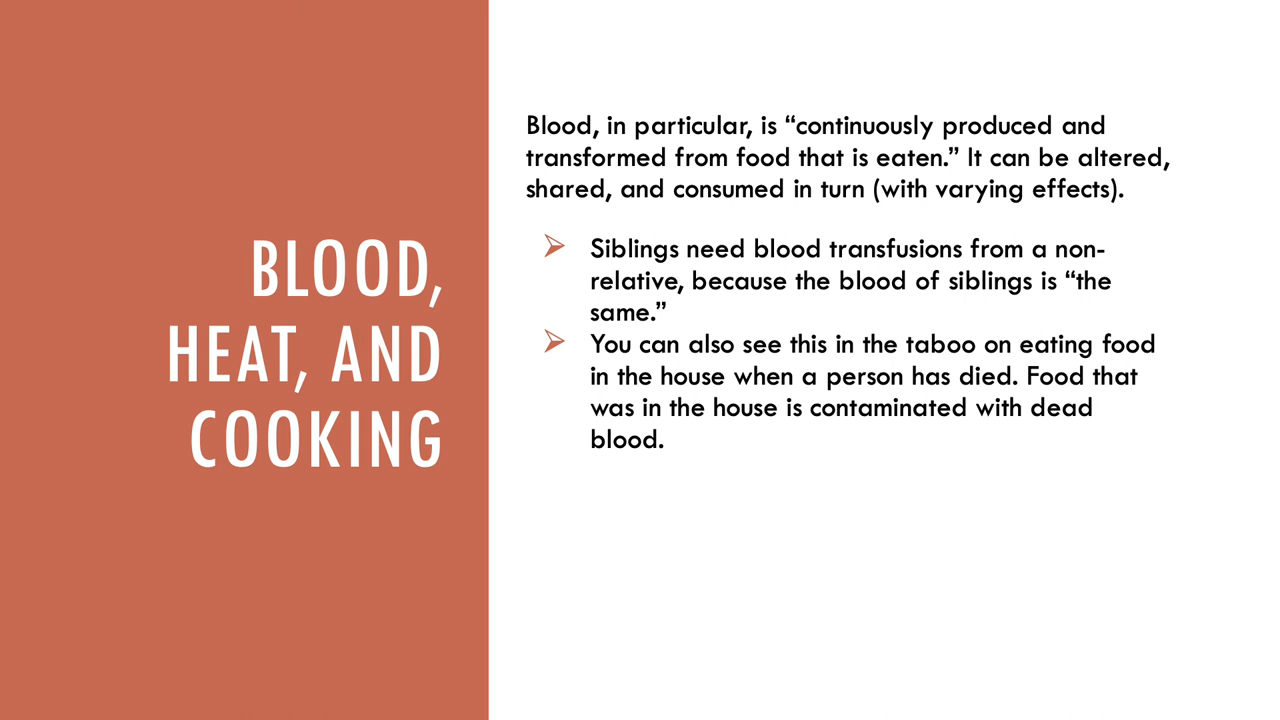 BLOOD,
HEAT, AND
COOKING
Blood, in particular, is “continuously produced and
transformed from food that is eaten.” It can be altered,
shared, and consumed in turn (with varying effects).
Siblings need blood transfusions from a non-
relative, because the blood of siblings is “the
same.”
You can also see this in the taboo on eating food
in the house when a person has died. Food that
was in the house is contaminated with dead
blood.